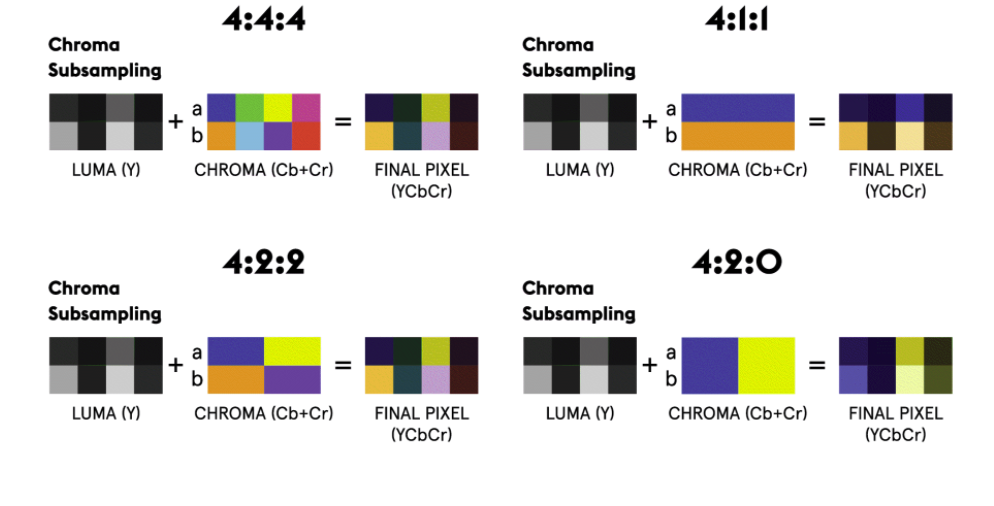 4:4:4
Chroma
Subsampling
a
b
+
=
LUMA (Y)
CHROMA (Cb+Cr)
FINAL PIXEL
(YCbCr)
4:1:1
Chroma
Subsampling
a
b
+
=
LUMA (Y)
CHROMA (Cb+Cr)
FINAL PIXEL
(YCbCr)
4:2:2
Chroma
Subsampling
a
b
+
=
LUMA (Y)
CHROMA (Cb+Cr)
FINAL PIXEL
(YCbCr)
4:2:0
Chroma
Subsampling
a
b
+
=
LUMA (Y)
CHROMA (Cb+Cr)
FINAL PIXEL
(YCbCr)